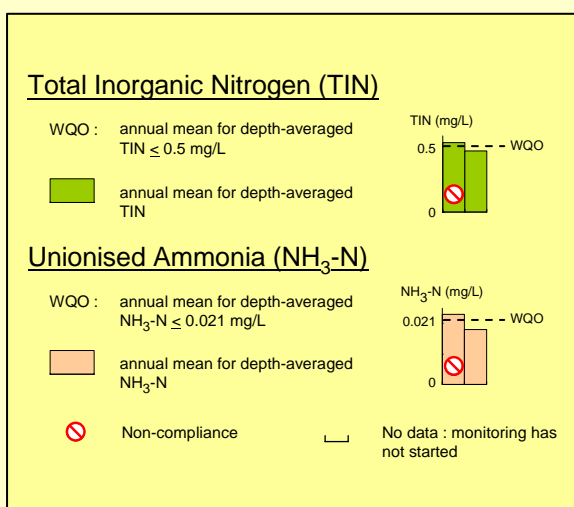 Total Inorganic Nitrogen (TIN)
WQO : annual mean for depth-averaged
TIN ≤ 0.5 mg/L
annual mean for depth-averaged
TIN
TIN (mg/L)
0.5
WQO
0
Unionised Ammonia (NH₃-N)
WQO : annual mean for depth-averaged
NH₃-N ≤ 0.021 mg/L
annual mean for depth-averaged
NH₃-N
NH₃-N (mg/L)
0.021
WQO
0
Non-compliance
No data : monitoring has
not started